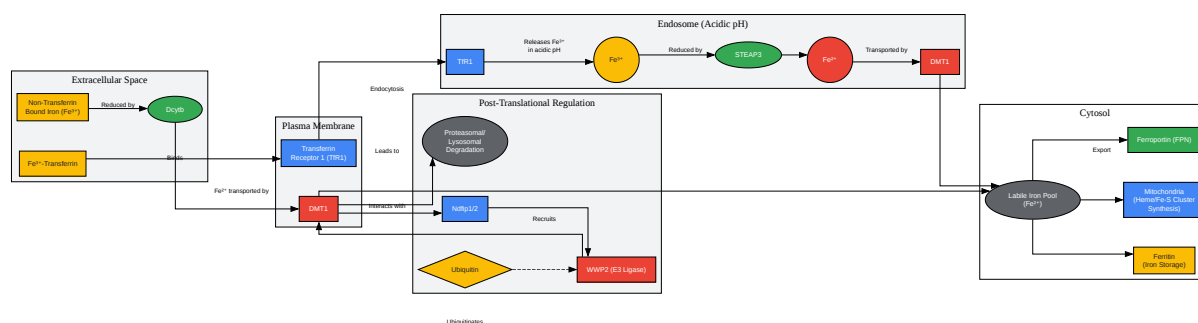 Endosome (Acidic pH)
TfR1
Releases Fe³⁺
in acidic pH
Fe³⁺
Reduced by
STEAP3
Fe²⁺
Transported by
DMT1
Extracellular Space
Non-Transferrin
Bound Iron (Fe³⁺)
Reduced by
Dcytb
Fe³⁺-Transferrin
Binds
Fe²⁺ transported by
Endocytosis
Plasma Membrane
Transferrin
Receptor 1 (TfR1)
DMT1
Leads to
Interacts with
Post-Translational Regulation
Proteasomal/
Lysosomal
Degradation
Ndfip1/2
Recruits
Ubiquitin
WWP2 (E3 Ligase)
Ubiquitinates
Cytosol
Labile Iron Pool
(Fe²⁺)
Export
Ferroportin (FPN)
Mitochondria
(Heme/Fe-S Cluster
Synthesis)
Ferritin
(Iron Storage)